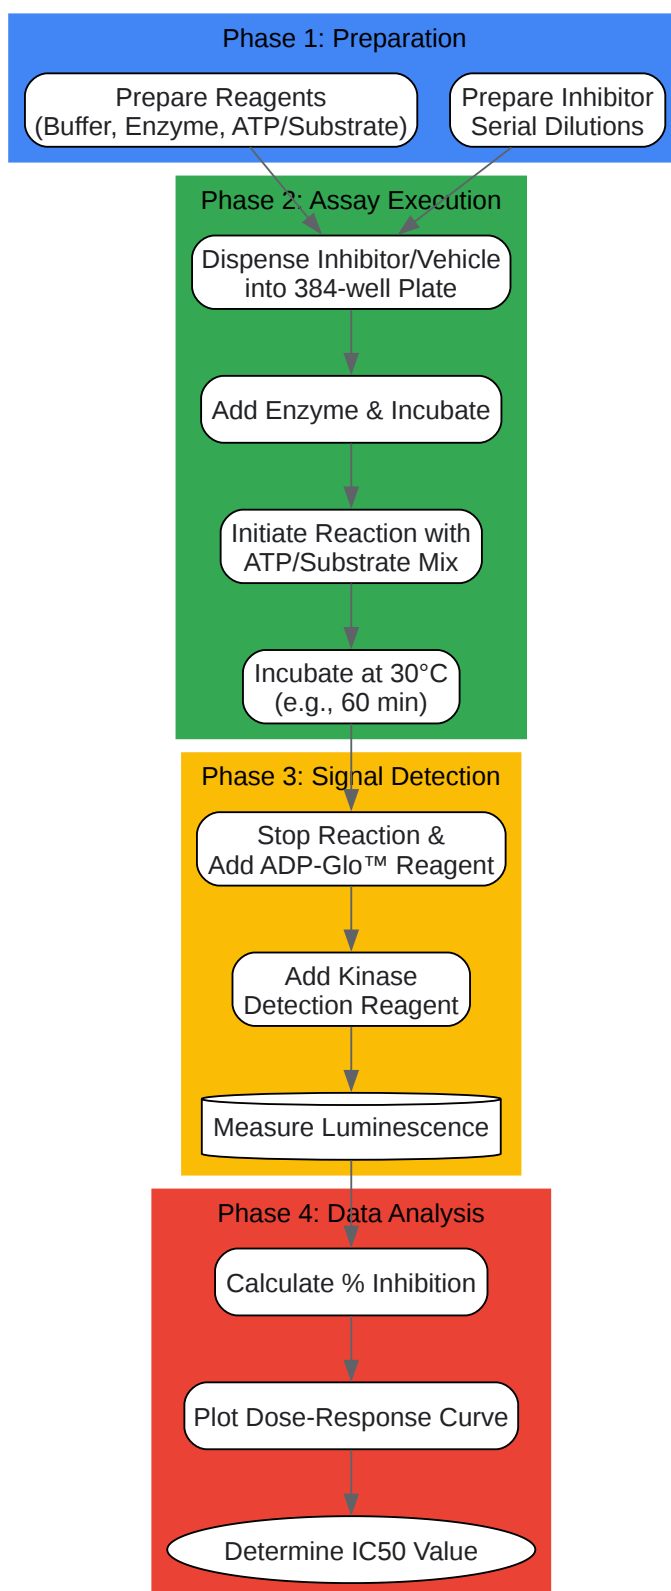 Phase 1: Preparation
Prepare Reagents
(Buffer, Enzyme, ATP/Substrate)
Prepare Inhibitor
Serial Dilutions
Phase 2: Assay Execution
Dispense Inhibitor/Vehicle
into 384-well Plate
Add Enzyme & Incubate
Initiate Reaction with
ATP/Substrate Mix
Incubate at 30°C
(e.g., 60 min)
Phase 3: Signal Detection
Stop Reaction &
Add ADP-Glo™ Reagent
Add Kinase
Detection Reagent
Measure Luminescence
Phase 4: Data Analysis
Calculate % Inhibition
Plot Dose-Response Curve
Determine IC50 Value